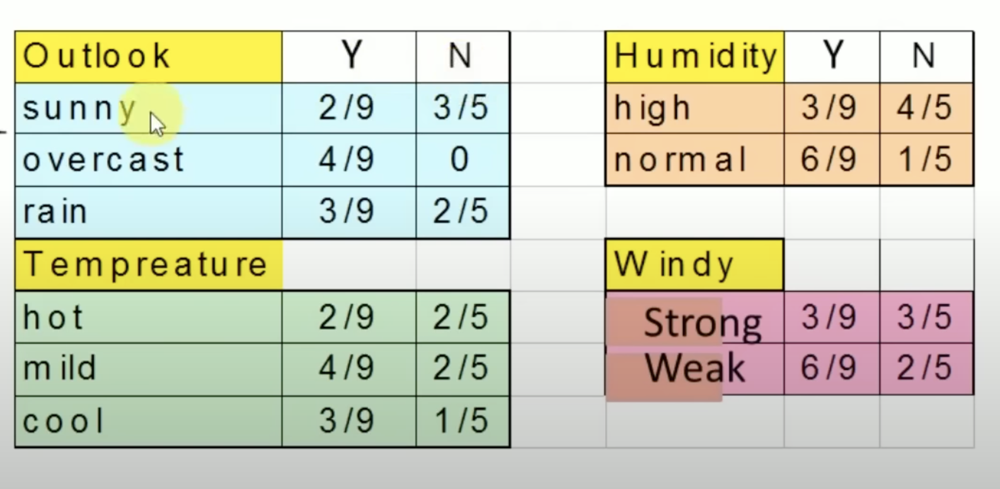 Outlook Y N
sunny 2/9 3/5
overcast 4/9 0
rain 3/9 2/5
Tempreature
hot 2/9 2/5
mild 4/9 2/5
cool 3/9 1/5
Humidity Y N
high 3/9 4/5
normal 6/9 1/5
Windy
Strong 3/9 3/5
Weak 6/9 2/5